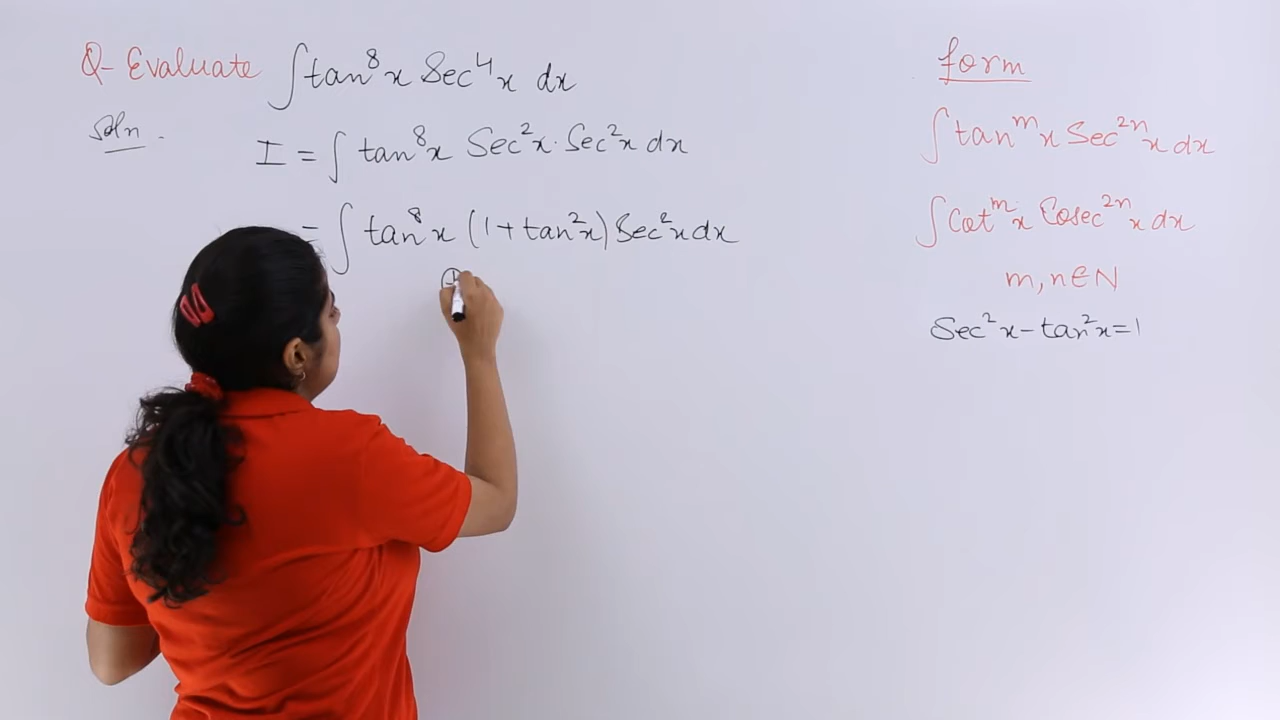 Q- Evaluate ∫tan⁸x Sec⁴x dx
Soln.
I = ∫ tan⁸x Sec²x · Sec²x dx
= ∫ tan⁸x (1 + tan²x) Sec²x dx
form
∫tanᵐx Sec²ⁿx dx
∫Cotᵐx Cosec²ⁿx dx
m, n ∈ N
Sec²x - tan²x = 1